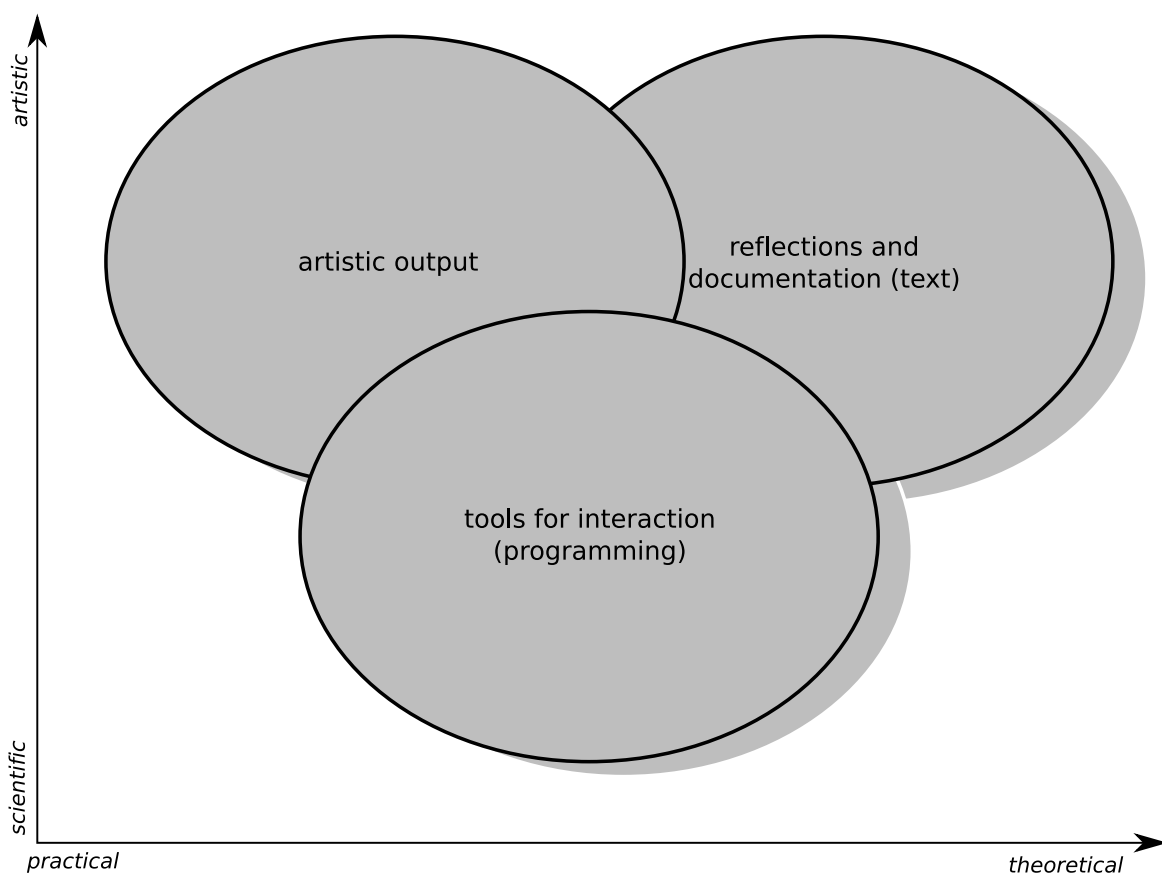 artistic
artistic output
reflections and
documentation (text)
tools for interaction
(programming)
scientific
practical
theoretical